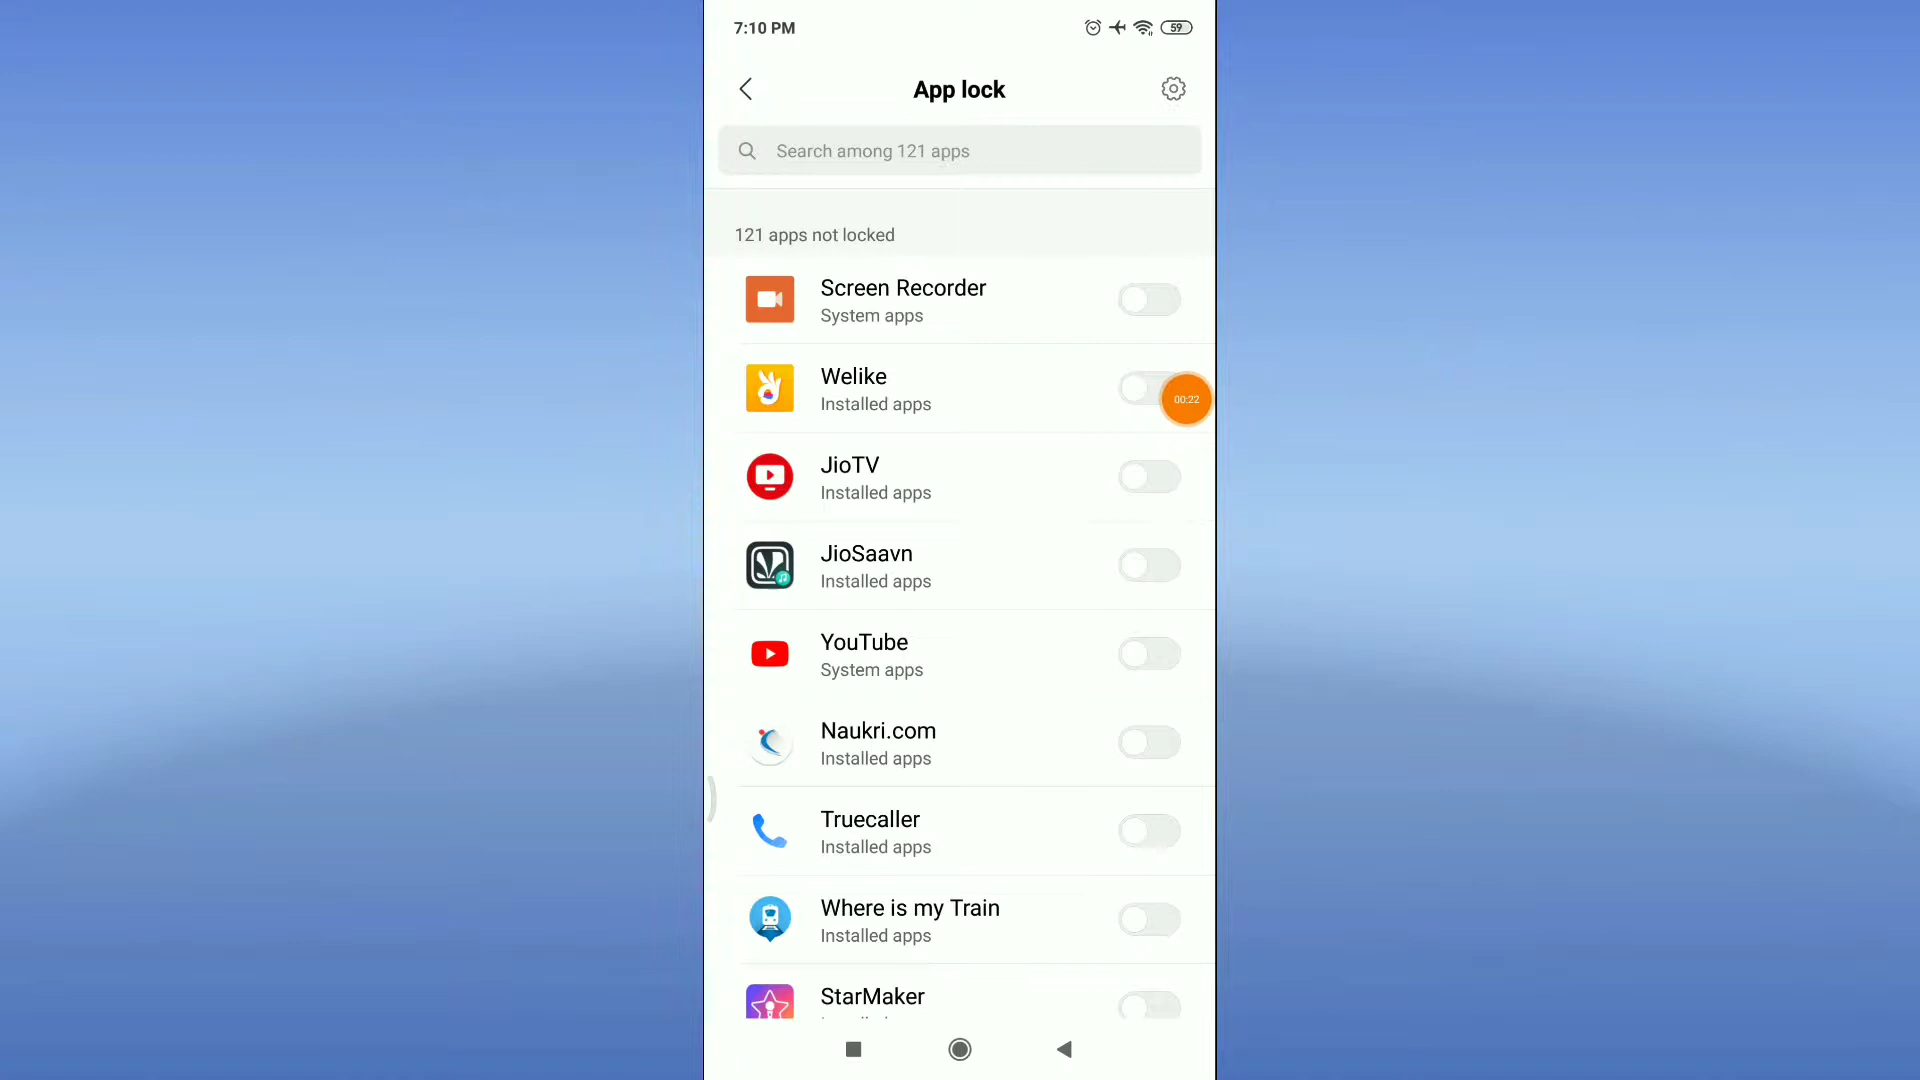 7:10 PM
59
App lock
Search among 121 apps
121 apps not locked
Screen Recorder
System apps
Welike
Installed apps
00:22
JioTV
Installed apps
JioSaavn
Installed apps
YouTube
System apps
Naukri.com
Installed apps
Truecaller
Installed apps
Where is my Train
Installed apps
StarMaker